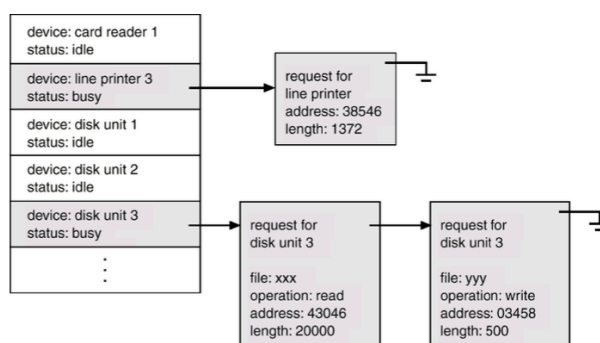 device: card reader 1
status: idle
device: line printer 3
status: busy
device: disk unit 1
status: idle
device: disk unit 2
status: idle
device: disk unit 3
status: busy
request for
line printer
address: 38546
length: 1372
request for
disk unit 3
file: xxx
operation: read
address: 43046
length: 20000
request for
disk unit 3
file: yyy
operation: write
address: 03458
length: 500